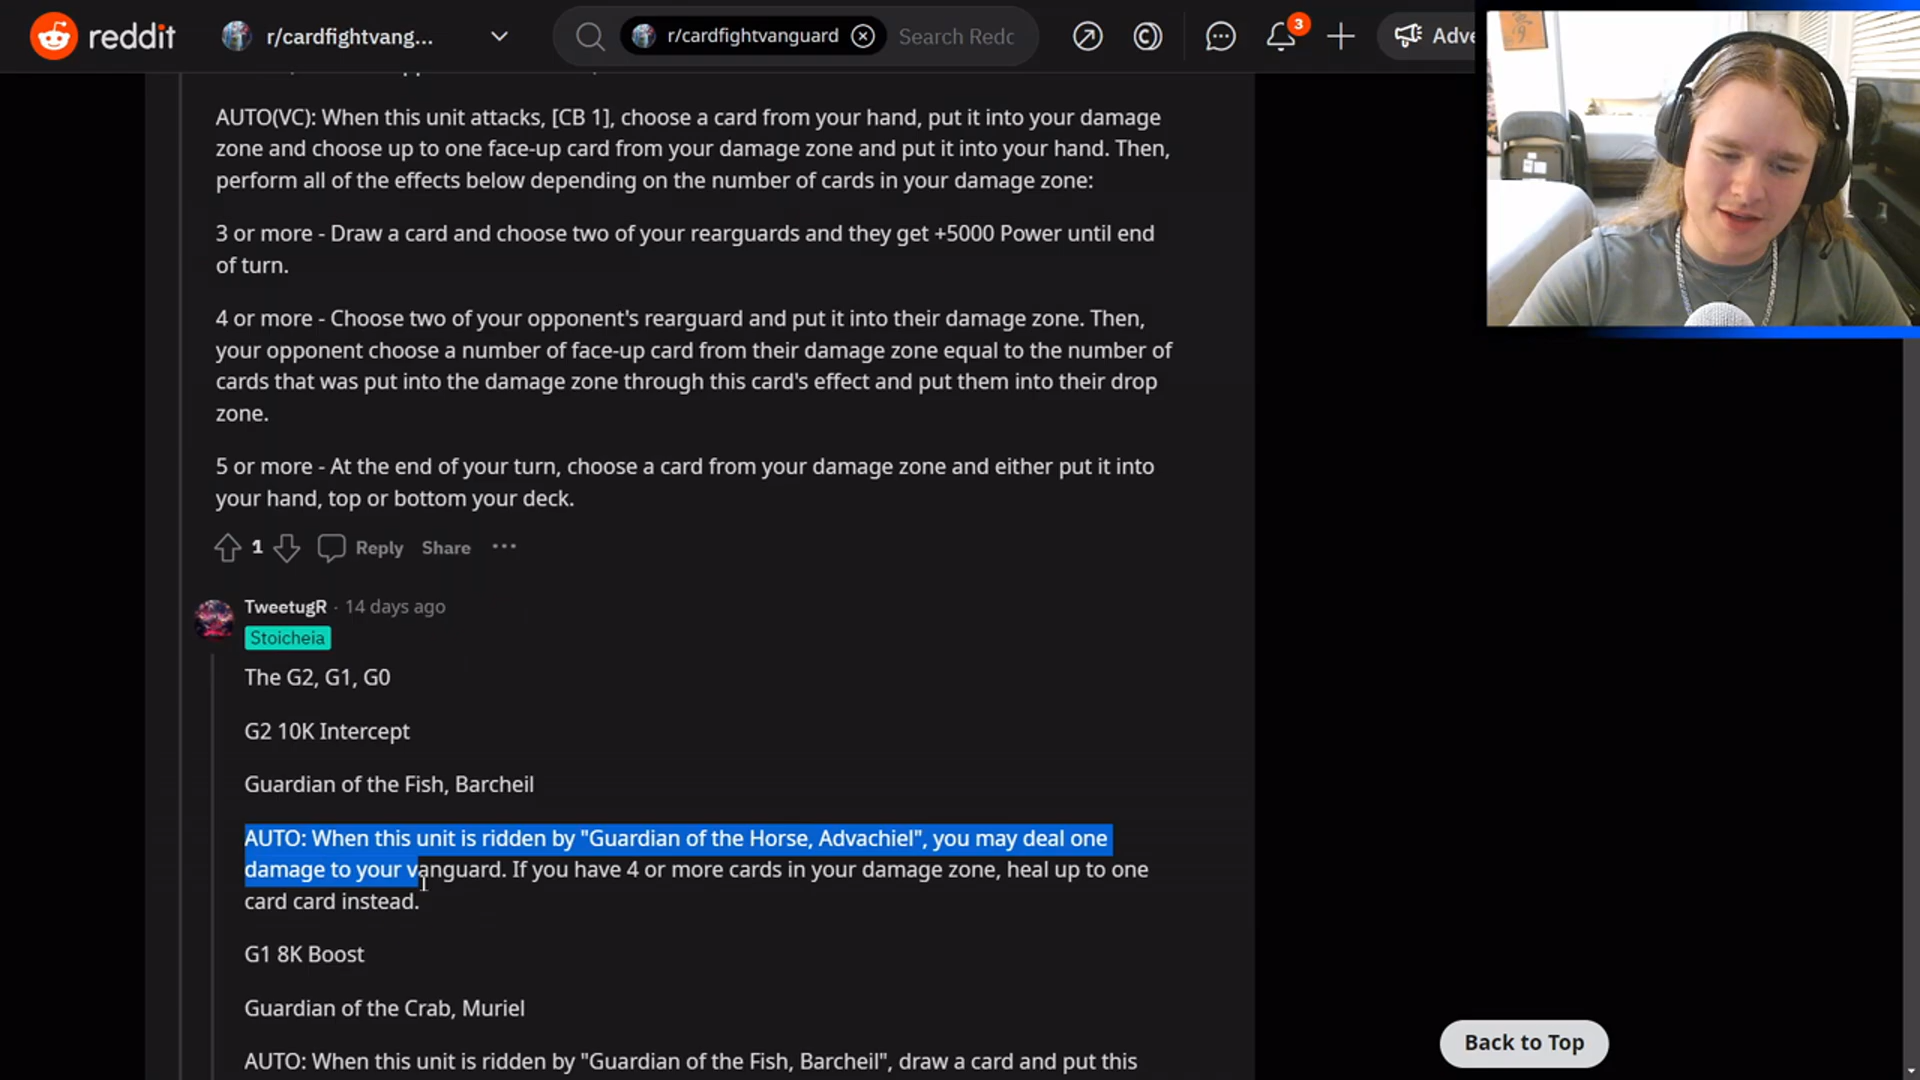 reddit
r/cardfightvang...
r/cardfightvanguard
Search Redc
3
Adve
AUTO(VC): When this unit attacks, [CB 1], choose a card from your hand, put it into your damage
zone and choose up to one face-up card from your damage zone and put it into your hand. Then,
perform all of the effects below depending on the number of cards in your damage zone:
3 or more - Draw a card and choose two of your rearguards and they get +5000 Power until end
of turn.
4 or more - Choose two of your opponent's rearguard and put it into their damage zone. Then,
your opponent choose a number of face-up card from their damage zone equal to the number of
cards that was put into the damage zone through this card's effect and put them into their drop
zone.
5 or more - At the end of your turn, choose a card from your damage zone and either put it into
your hand, top or bottom your deck.
1 Reply Share ...
TweetugR · 14 days ago
Stoicheia
The G2, G1, G0
G2 10K Intercept
Guardian of the Fish, Barcheil
AUTO: When this unit is ridden by "Guardian of the Horse, Advachiel", you may deal one
damage to your vanguard. If you have 4 or more cards in your damage zone, heal up to one
card card instead.
G1 8K Boost
Guardian of the Crab, Muriel
AUTO: When this unit is ridden by "Guardian of the Fish, Barcheil", draw a card and put this
Back to Top